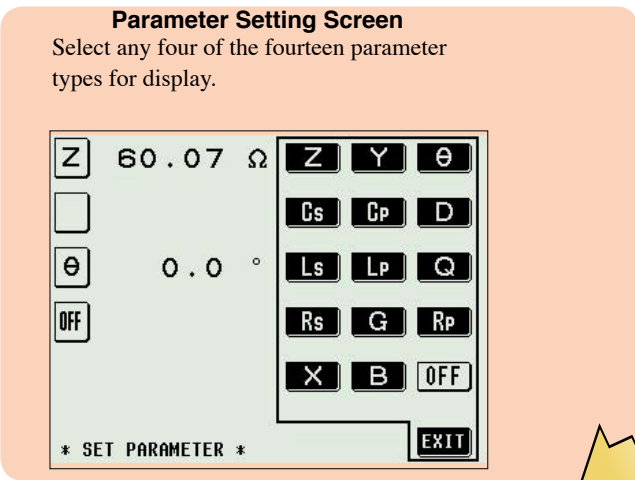 Parameter Setting Screen
Select any four of the fourteen parameter
types for display.
Z 60.07 Ω Z Y θ
Cs Cp D
θ 0.0 ° Ls Lp Q
OFF Rs G Rp
X B OFF
* SET PARAMETER * EXIT